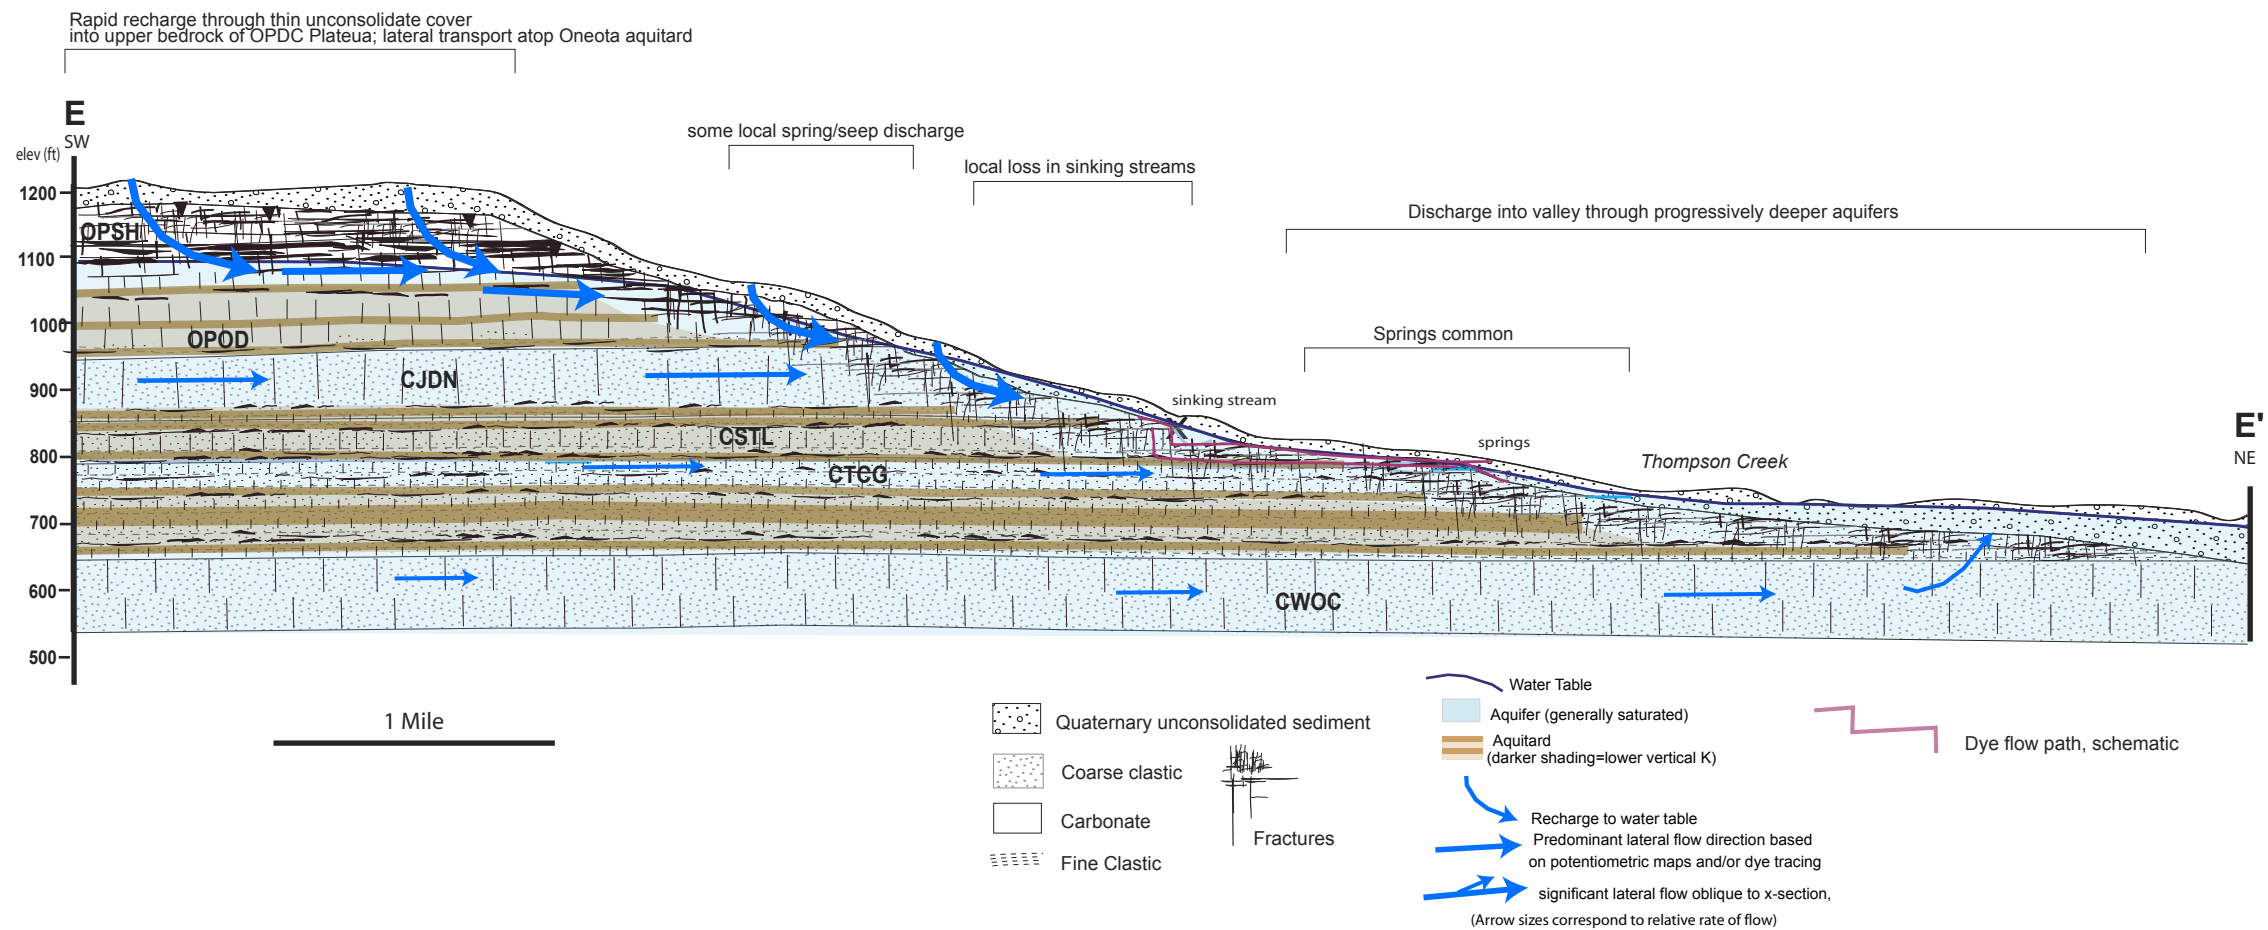 Rapid recharge through thin unconsolidate cover
into upper bedrock of OPDC Plateua; lateral transport atop Oneota aquitard
E
SW
elev (ft)
some local spring/seep discharge
local loss in sinking streams
Discharge into valley through progressively deeper aquifers
Springs common
1200
1100
1000
900
800
700
600
500
OPSH
OPOD
CJDN
CSTL
CTCG
CWOC
sinking stream
springs
Thompson Creek
E'
NE
1 Mile
Quaternary unconsolidated sediment
Coarse clastic
Carbonate
Fine Clastic
Fractures
Water Table
Aquifer (generally saturated)
Aquitard
(darker shading=lower vertical K)
Recharge to water table
Predominant lateral flow direction based
on potentiometric maps and/or dye tracing
significant lateral flow oblique to x-section,
(Arrow sizes correspond to relative rate of flow)
Dye flow path, schematic